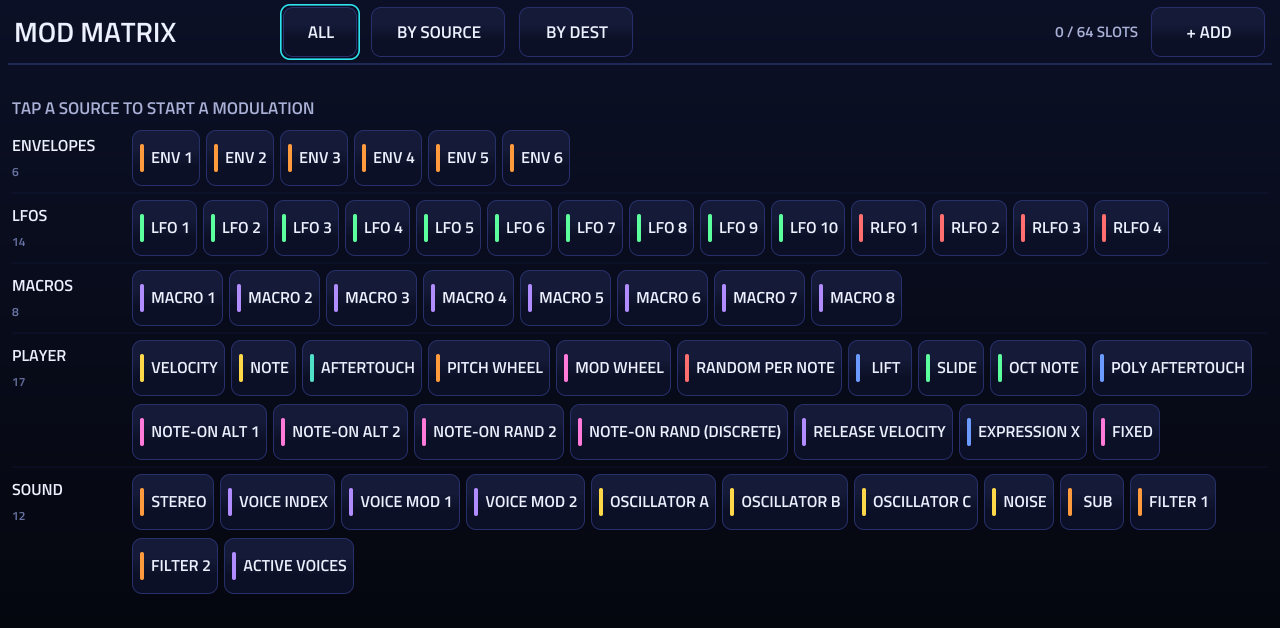 MOD MATRIX ALL BY SOURCE BY DEST 0 / 64 SLOTS + ADD
TAP A SOURCE TO START A MODULATION
ENVELOPES
6
ENV 1 ENV 2 ENV 3 ENV 4 ENV 5 ENV 6
LFOS
14
LFO 1 LFO 2 LFO 3 LFO 4 LFO 5 LFO 6 LFO 7 LFO 8 LFO 9 LFO 10 RLFO 1 RLFO 2 RLFO 3 RLFO 4
MACROS
8
MACRO 1 MACRO 2 MACRO 3 MACRO 4 MACRO 5 MACRO 6 MACRO 7 MACRO 8
PLAYER
17
VELOCITY NOTE AFTERTOUCH PITCH WHEEL MOD WHEEL RANDOM PER NOTE LIFT SLIDE OCT NOTE POLY AFTERTOUCH
NOTE-ON ALT 1 NOTE-ON ALT 2 NOTE-ON RAND 2 NOTE-ON RAND (DISCRETE) RELEASE VELOCITY EXPRESSION X FIXED
SOUND
12
STEREO VOICE INDEX VOICE MOD 1 VOICE MOD 2 OSCILLATOR A OSCILLATOR B OSCILLATOR C NOISE SUB FILTER 1
FILTER 2 ACTIVE VOICES